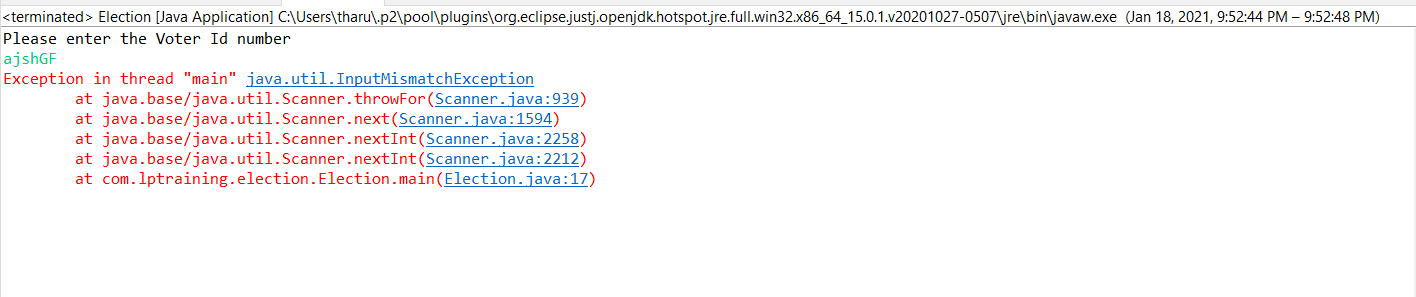 <terminated> Election [Java Application] C:\Users\tharu\.p2\pool\plugins\org.eclipse.justj.openjdk.hotspot.jre.full.win32.x86_64_15.0.1.v20201027-0507\jre\bin\javaw.exe (Jan 18, 2021, 9:52:44 PM – 9:52:48 PM)
Please enter the Voter Id number
ajshGF
Exception in thread "main" java.util.InputMismatchException
	at java.base/java.util.Scanner.throwFor(Scanner.java:939)
	at java.base/java.util.Scanner.next(Scanner.java:1594)
	at java.base/java.util.Scanner.nextInt(Scanner.java:2258)
	at java.base/java.util.Scanner.nextInt(Scanner.java:2212)
	at com.lptraining.election.Election.main(Election.java:17)